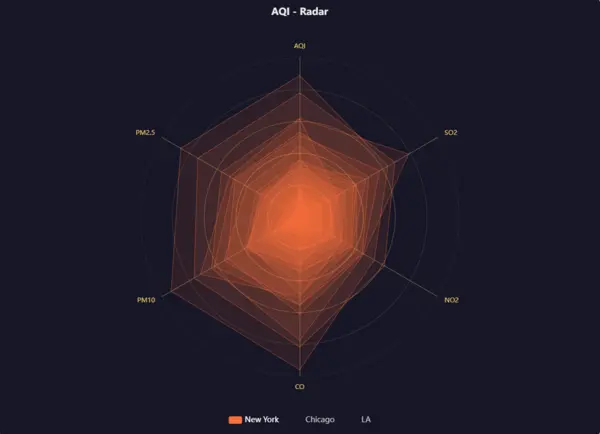 AQI - Radar
AQI
PM2.5
SO2
PM10
NO2
CO
New York
Chicago
LA